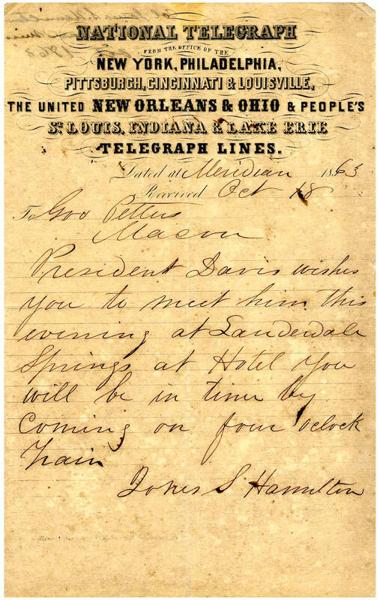 NATIONAL TELEGRAPH
FROM THE OFFICE OF THE
NEW YORK, PHILADELPHIA,
PITTSBURGH, CINCINNATI & LOUISVILLE,
THE UNITED NEW ORLEANS & OHIO & PEOPLE'S
ST LOUIS, INDIANA & LAKE ERIE
TELEGRAPH LINES.
Dated at Meridian 1863
Received Oct 18
To Gov Pettus
Macon
President Davis wishes
you to meet him this
evening at Lauderdale
Springs at Hotel you
will be in time by
Coming on four oclock
train
Jones S Hamilton